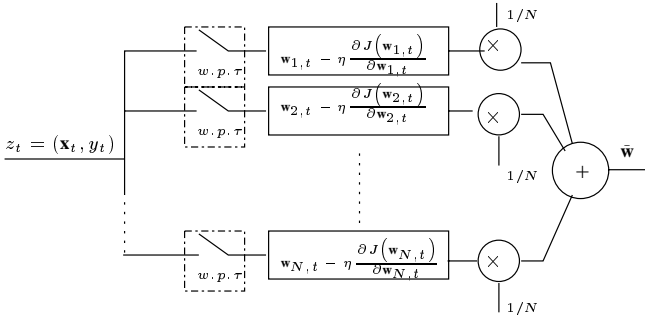 1/N
w.p.τ
w_{1,t} − η ∂J(w_{1,t}) / ∂w_{1,t}
×
w.p.τ
w_{2,t} − η ∂J(w_{2,t}) / ∂w_{2,t}
×
z_t = (x_t, y_t)
1/N
+
w̄
w.p.τ
w_{N,t} − η ∂J(w_{N,t}) / ∂w_{N,t}
×
1/N